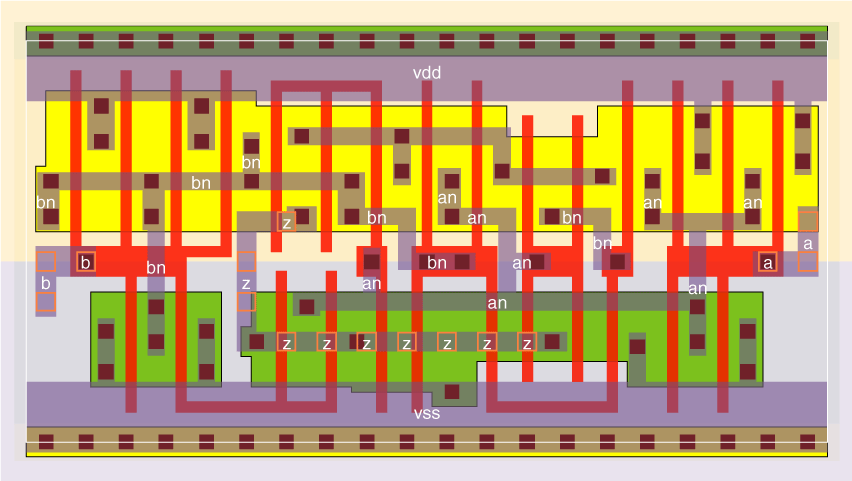 vdd
bn
bn bn
z bn an an bn
an an
b b bn z an bn an bn an a a
an
z z z z z z z
vss